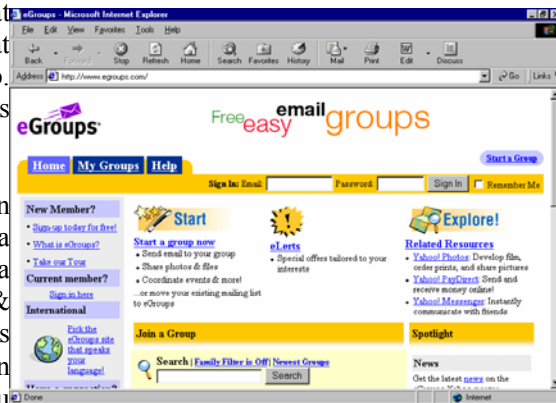 eGroups - Microsoft Internet Explorer
File Edit View Favorites Tools Help
Back Forward Stop Refresh Home Search Favorites History Mail Print Edit Discuss
Address http://www.egroups.com/ Go Links
eGroups
Free easy email groups
Home My Groups Help
Start a Group
Sign In: Email: Password: Sign In Remember Me
New Member?
• Sign-up today for free!
• What is eGroups?
• Take our Tour
Current member?
Sign in here
International
Pick the
eGroups site
that speaks
your
language!
Start
Start a group now
• Send email to your group
• Share photos & files
• Coordinate events & more!
...or move your existing mailing list
to eGroups
eLerts
• Special offers tailored to your
interests
Explore!
Related Resources
• Yahoo! Photos: Develop film,
order prints, and share pictures
• Yahoo! PayDirect: Send and
receive money online!
• Yahoo! Messenger: Instantly
communicate with friends
Join a Group
Search | Family Filter is Off | Newest Groups
Search
Spotlight
News
Get the latest news on the
Done Internet